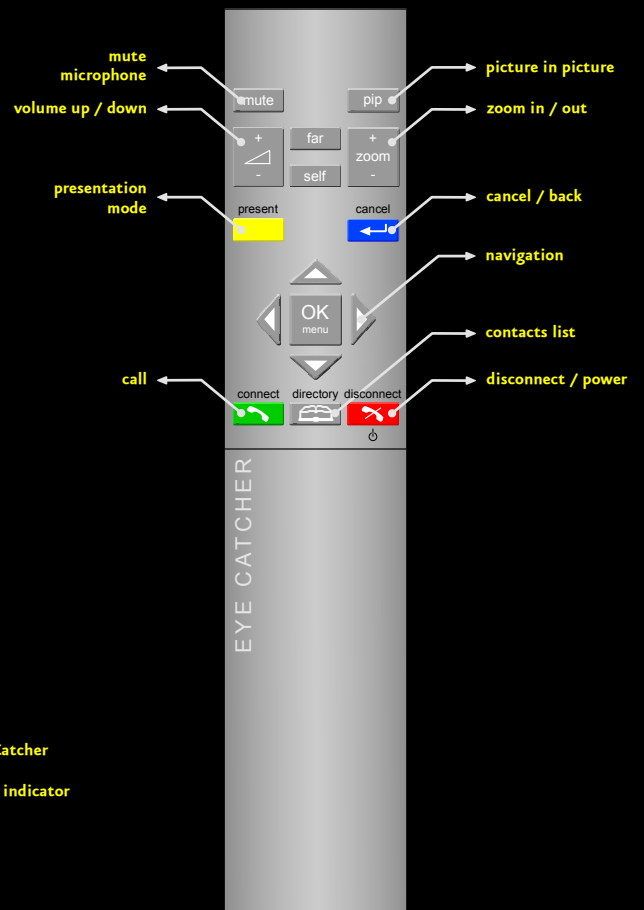 mute
microphone
picture in picture
mute
pip
volume up / down
zoom in / out
+
far
+
zoom
-
self
-
presentation
mode
present
cancel
cancel / back
navigation
OK
menu
contacts list
call
disconnect / power
connect
directory
disconnect
EYE CATCHER
Catcher
indicator